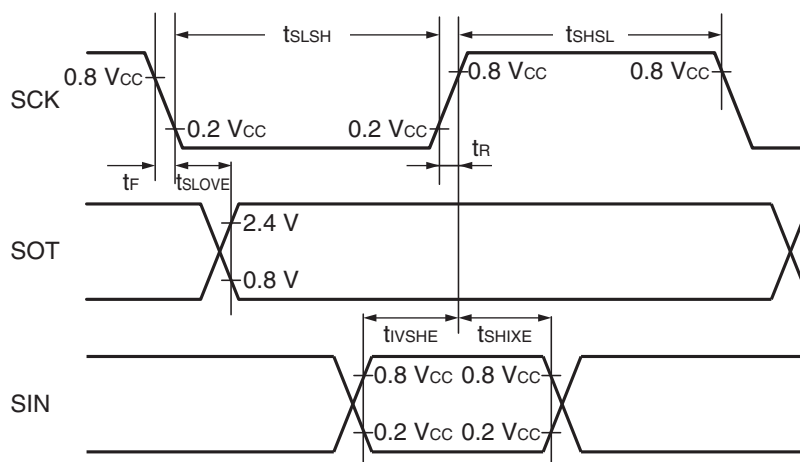 tSLSH tSHSL
0.8 VCC 0.8 VCC 0.8 VCC
SCK
0.2 VCC 0.2 VCC
tR
tF tSLOVE
2.4 V
SOT
0.8 V
tIVSHE tSHIXE
0.8 VCC 0.8 VCC
SIN
0.2 VCC 0.2 VCC